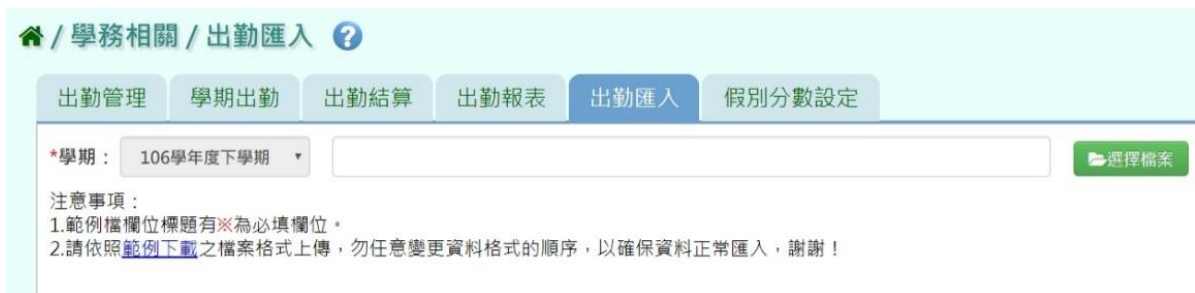 / 學務相關 / 出勤匯入 ?
出勤管理 學期出勤 出勤結算 出勤報表 出勤匯入 假別分數設定
*學期： 106學年度下學期 選擇檔案
注意事項：
1.範例檔欄位標題有※為必填欄位。
2.請依照範例下載之檔案格式上傳，勿任意變更資料格式的順序，以確保資料正常匯入，謝謝！